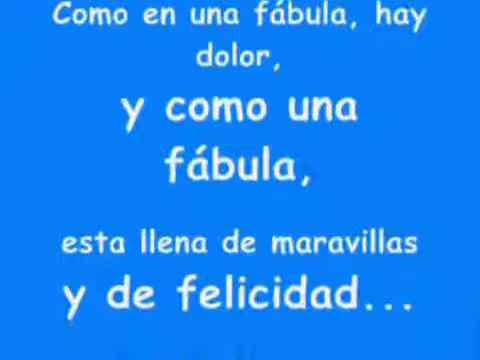 Como en una fábula, hay
dolor,
y como una
fábula,
esta llena de maravillas
y de felicidad...